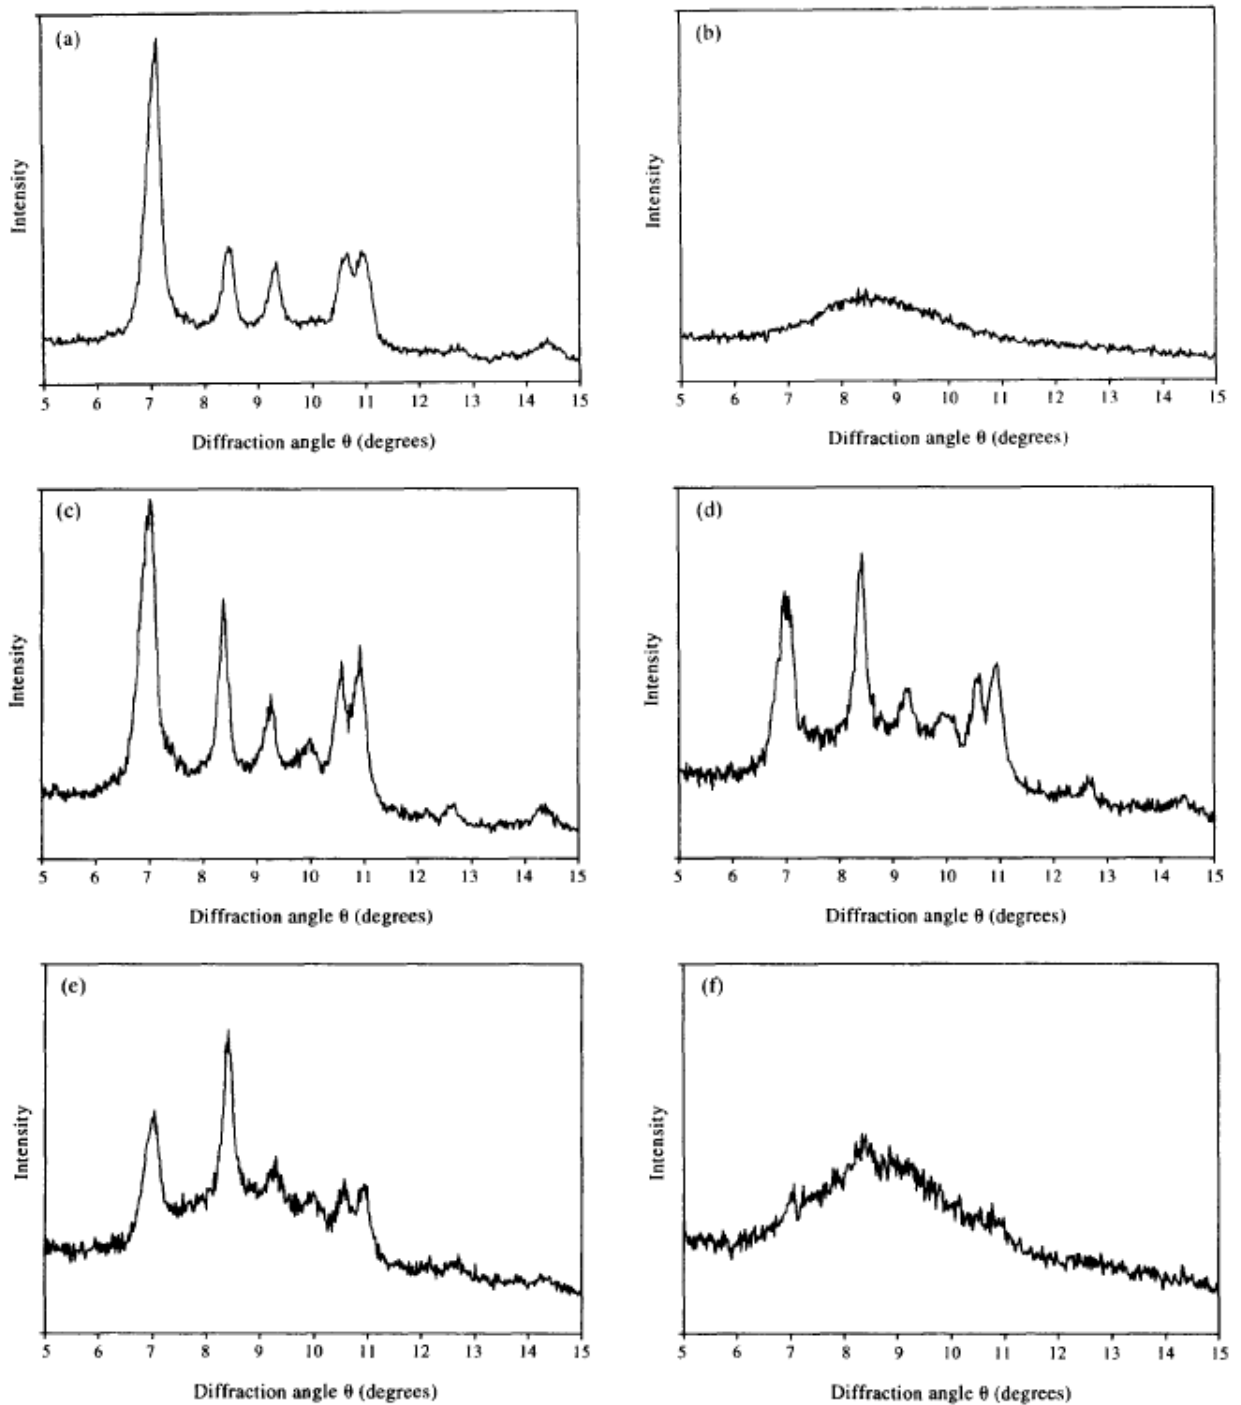 (a)
Intensity
5 6 7 8 9 10 11 12 13 14 15
Diffraction angle θ (degrees)
(b)
Intensity
5 6 7 8 9 10 11 12 13 14 15
Diffraction angle θ (degrees)
(c)
Intensity
5 6 7 8 9 10 11 12 13 14 15
Diffraction angle θ (degrees)
(d)
Intensity
5 6 7 8 9 10 11 12 13 14 15
Diffraction angle θ (degrees)
(e)
Intensity
5 6 7 8 9 10 11 12 13 14 15
Diffraction angle θ (degrees)
(f)
Intensity
5 6 7 8 9 10 11 12 13 14 15
Diffraction angle θ (degrees)